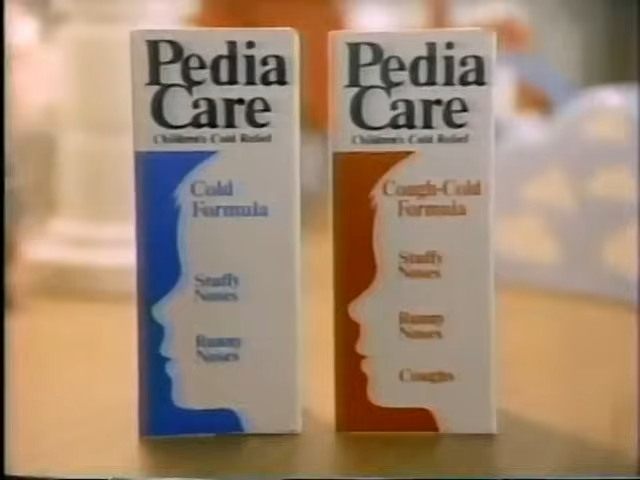 Pedia
Care
Children's Cold Relief
Cold
Formula
Stuffy
Noses
Runny
Noses
Pedia
Care
Children's Cold Relief
Cough-Cold
Formula
Stuffy
Noses
Runny
Noses
Coughs